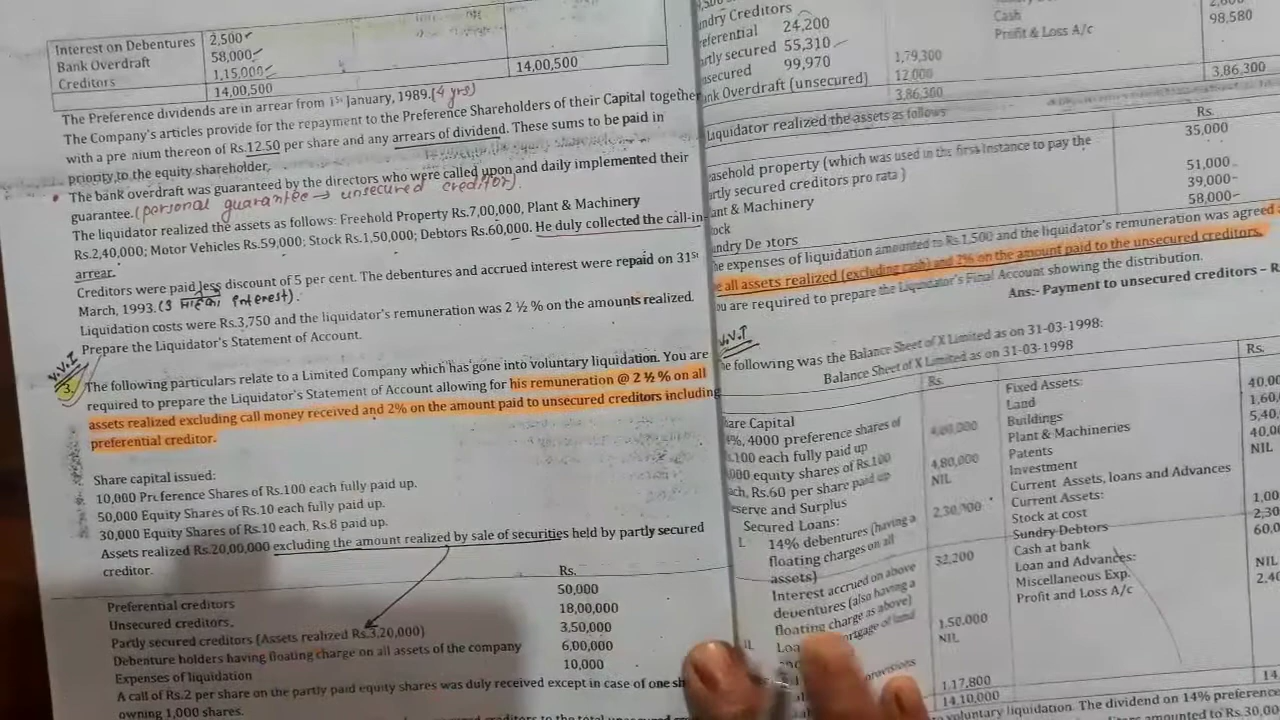 Interest on Debentures 2,500
Bank Overdraft 58,000
Creditors 1,15,000
14,00,500 14,00,500
The Preference dividends are in arrear from 1st January, 1989. (4 yrs)
The Company's articles provide for the repayment to the Preference Shareholders of their Capital together
with a pre nium thereon of Rs.12.50 per share and any arrears of dividend. These sums to be paid in
priority to the equity shareholder,
The bank overdraft was guaranteed by the directors who were called upon and daily implemented their
guarantee. (personal guarantee → unsecured creditor).
The liquidator realized the assets as follows: Freehold Property Rs.7,00,000, Plant & Machinery
Rs.2,40,000; Motor Vehicles Rs.59,000; Stock Rs.1,50,000; Debtors Rs.60,000. He duly collected the call-in-
arrear.
Creditors were paid less discount of 5 per cent. The debentures and accrued interest were repaid on 31st
March, 1993. (3 interest).
Liquidation costs were Rs.3,750 and the liquidator's remuneration was 2 ½ % on the amounts realized.
Prepare the Liquidator's Statement of Account.
V.V.I
3. The following particulars relate to a Limited Company which has gone into voluntary liquidation. You are
required to prepare the Liquidator's Statement of Account allowing for his remuneration @ 2 ½ % on all
assets realized excluding call money received and 2% on the amount paid to unsecured creditors including
preferential creditor.
Share capital issued:
10,000 Preference Shares of Rs.100 each fully paid up.
50,000 Equity Shares of Rs.10 each fully paid up.
30,000 Equity Shares of Rs.10 each, Rs.8 paid up.
Assets realized Rs.20,00,000 excluding the amount realized by sale of securities held by partly secured
creditor.
Rs.
Preferential creditors 50,000
Unsecured creditors. 18,00,000
Partly secured creditors (Assets realized Rs.3,20,000) 3,50,000
Debenture holders having floating charge on all assets of the company 6,00,000
Expenses of liquidation 10,000
A call of Rs.2 per share on the partly paid equity shares was duly received except in case of one sh
owning 1,000 shares.
ndry Creditors
eferential 24,200
artly secured 55,310
nsecured 99,970 1,79,300
ank Overdraft (unsecured) 12,000
3,86,300
Cash
Profit & Loss A/c 98,580
3,86,300
Liquidator realized the assets as follows
Rs.
asehold property (which was used in the first instance to pay the 35,000
artly secured creditors pro rata )
ant & Machinery 51,000
ock 39,000
ndry De tors 58,000
he expenses of liquidation amounted to Rs.1,500 and the liquidator's remuneration was agreed
all assets realized (excluding cash) and 2% on the amount paid to the unsecured creditors.
ou are required to prepare the Liquidator's Final Account showing the distribution.
Ans:- Payment to unsecured creditors – R
V.V.I
he following was the Balance Sheet of X Limited as on 31-03-1998:
Balance Sheet of X Limited as on 31-03-1998
Rs. Rs.
are Capital Fixed Assets:
%, 4000 preference shares of 4,00,000 Land 40,00
.100 each fully paid up Buildings 1,60,
000 equity shares of Rs.100 Plant & Machineries 5,40,
ach, Rs.60 per share paid up 4,80,000 Patents 40,00
eserve and Surplus NIL Investment NIL
Secured Loans: Current Assets, loans and Advances
I. 14% debentures (having a 2,30,000 Current Assets:
floating charges on all Stock at cost 1,00
assets) Sundry Debtors 2,30
Interest accrued on above 32,200 Cash at bank 60,0
deventures (also having a Loan and Advances: NIL
floating charge as above) Miscellaneous Exp.
IL Loa mortgage of land 1,50,000 Profit and Loss A/c 2,40
NIL
provisions 1,17,800
14,10,000 14
voluntary liquidation. The dividend on 14% preference